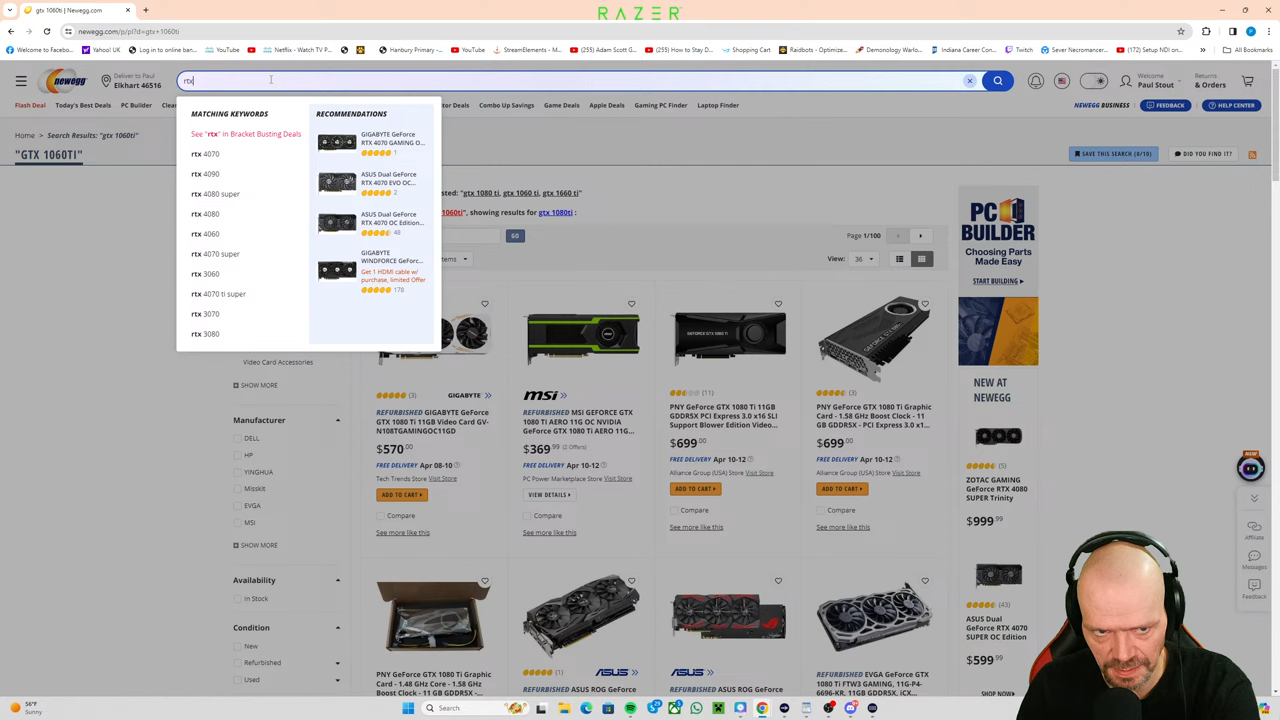 RAZER
gtx 1060ti | Newegg.com
newegg.com/p/pl?d=gtx+1060ti
Welcome to Facebo...
Yahoo! UK
Log in to online ban...
YouTube
Netflix - Watch TV P...
Hanbury Primary -...
YouTube
StreamElements - M...
(255) Adam Scott G...
(255) How to Stay D...
Shopping Cart
Raidbots - Optimize...
Demonology Warlo...
Indiana Career Conn...
Twitch
Sever Necromancer...
(172) Setup NDI on...
All Bookmarks
newegg
Deliver to Paul
Elkhart 46516
rtx
Welcome
Paul Stout
Returns
& Orders
Flash Deal
Today's Best Deals
PC Builder
Combo Up Savings
Game Deals
Apple Deals
Gaming PC Finder
Laptop Finder
NEWEGG BUSINESS
FEEDBACK
HELP CENTER
MATCHING KEYWORDS
See "rtx" in Bracket Busting Deals
rtx 4070
rtx 4090
rtx 4080 super
rtx 4080
rtx 4060
rtx 4070 super
rtx 3060
rtx 4070 ti super
rtx 3070
rtx 3080
RECOMMENDATIONS
GIGABYTE GeForce
RTX 4070 GAMING O...
1
ASUS Dual GeForce
RTX 4070 EVO OC...
2
ASUS Dual GeForce
RTX 4070 OC Edition...
48
GIGABYTE
WINDFORCE GeForc...
Get 1 HDMI cable w/
purchase, limited Offer
178
Home > Search Results: "gtx 1060ti"
"GTX 1060TI"
SAVE THIS SEARCH (0/10)
DID YOU FIND IT?
"gtx 1080 ti, gtx 1060 ti, gtx 1660 ti"
1060ti", showing results for gtx 1080ti :
GO
Page 1/100
View: 36
Video Card Accessories
SHOW MORE
Manufacturer
DELL
HP
YINGHUA
Misskit
EVGA
MSI
SHOW MORE
Availability
In Stock
Condition
New
Refurbished
Used
(3)
GIGABYTE
REFURBISHED GIGABYTE GeForce
GTX 1080 Ti 11GB Video Card GV-
N108TGAMINGOC11GD
$570.00
FREE DELIVERY Apr 08-10
Tech Trends Store Visit Store
ADD TO CART
Compare
See more like this
msi
REFURBISHED MSI GEFORCE GTX
1080 Ti AERO 11G OC NVIDIA
GeForce GTX 1080 Ti AERO 11G...
$369.99 (2 Offers)
FREE DELIVERY Apr 10-12
PC Power Marketplace Store Visit Store
VIEW DETAILS
Compare
See more like this
(11)
PNY GeForce GTX 1080 Ti 11GB
GDDR5X PCI Express 3.0 x16 SLI
Support Blower Edition Video...
$699.00
FREE DELIVERY Apr 10-12
Alliance Group (USA) Store Visit Store
ADD TO CART
Compare
See more like this
(3)
PNY GeForce GTX 1080 Ti Graphic
Card - 1.58 GHz Boost Clock - 11
GB GDDR5X - PCI Express 3.0 x1...
$699.00
FREE DELIVERY Apr 10-12
Alliance Group (USA) Store Visit Store
ADD TO CART
Compare
See more like this
PNY GeForce GTX 1080 Ti Graphic
Card - 1.48 GHz Core - 1.58 GHz
Boost Clock - 11 GB GDDR5X -
(1)
ASUS
REFURBISHED ASUS ROG GeForce
ASUS
REFURBISHED ASUS ROG GeForce
REFURBISHED EVGA GeForce GTX
1080 Ti FTW3 GAMING, 11G-P4-
6696-KR, 11GB GDDR5X, iCX
PC
BUILDER
Choosing Parts
Made Easy
START BUILDING
NEW AT
NEWEGG
(5)
ZOTAC GAMING
GeForce RTX 4080
SUPER Trinity
$999.99
(43)
ASUS Dual
GeForce RTX 4070
SUPER OC Edition
$599.99
SHOP NOW
NEW
Affiliate
Messages
Feedback
56°F
Sunny
Search